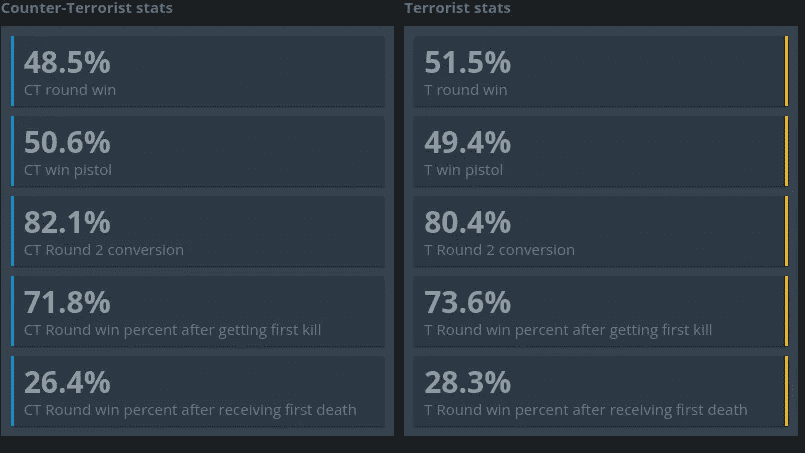 Counter-Terrorist stats
48.5%
CT round win
50.6%
CT win pistol
82.1%
CT Round 2 conversion
71.8%
CT Round win percent after getting first kill
26.4%
CT Round win percent after receiving first death
Terrorist stats
51.5%
T round win
49.4%
T win pistol
80.4%
T Round 2 conversion
73.6%
T Round win percent after getting first kill
28.3%
T Round win percent after receiving first death